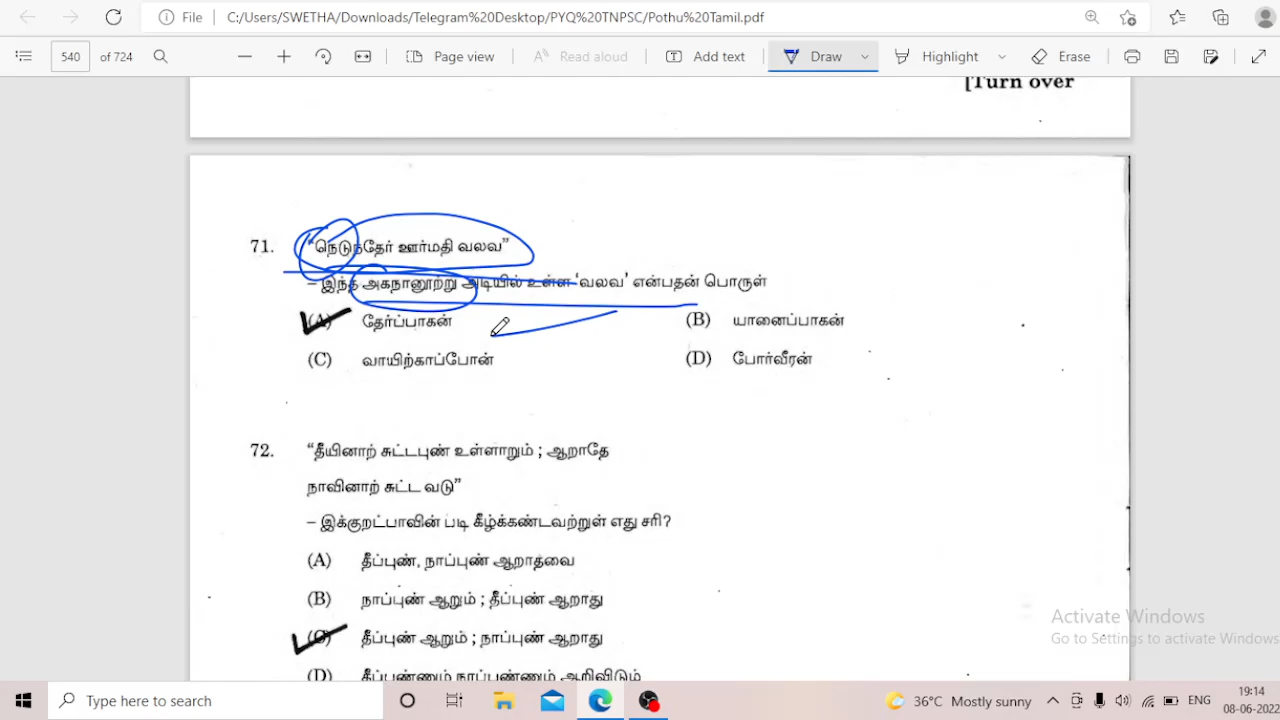 File C:/Users/SWETHA/Downloads/Telegram%20Desktop/PYQ%20TNPSC/Pothu%20Tamil.pdf
540 of 724 Page view Read aloud Add text Draw Highlight Erase
[Turn over
71. "நெடுந்தேர் ஊர்மதி வலவ"
– இந்த அகநானூற்று அடியில் உள்ள 'வலவ' என்பதன் பொருள்
(A) தேர்ப்பாகன் (B) யானைப்பாகன்
(C) வாயிற்காப்போன் (D) போர்வீரன்
72. "தீயினாற் சுட்டபுண் உள்ளாறும் ; ஆறாதே
நாவினாற் சுட்ட வடு"
– இக்குறட்பாவின் படி கீழ்க்கண்டவற்றுள் எது சரி?
(A) தீப்புண், நாப்புண் ஆறாதவை
(B) நாப்புண் ஆறும் ; தீப்புண் ஆறாது
(C) தீப்புண் ஆறும் ; நாப்புண் ஆறாது
(D) தீப்புண்ணும் நாப்புண்ணும் ஆறிவிடும்
Activate Windows
Go to Settings to activate Windows
Type here to search 36°C Mostly sunny ENG 19:14
08-06-2022